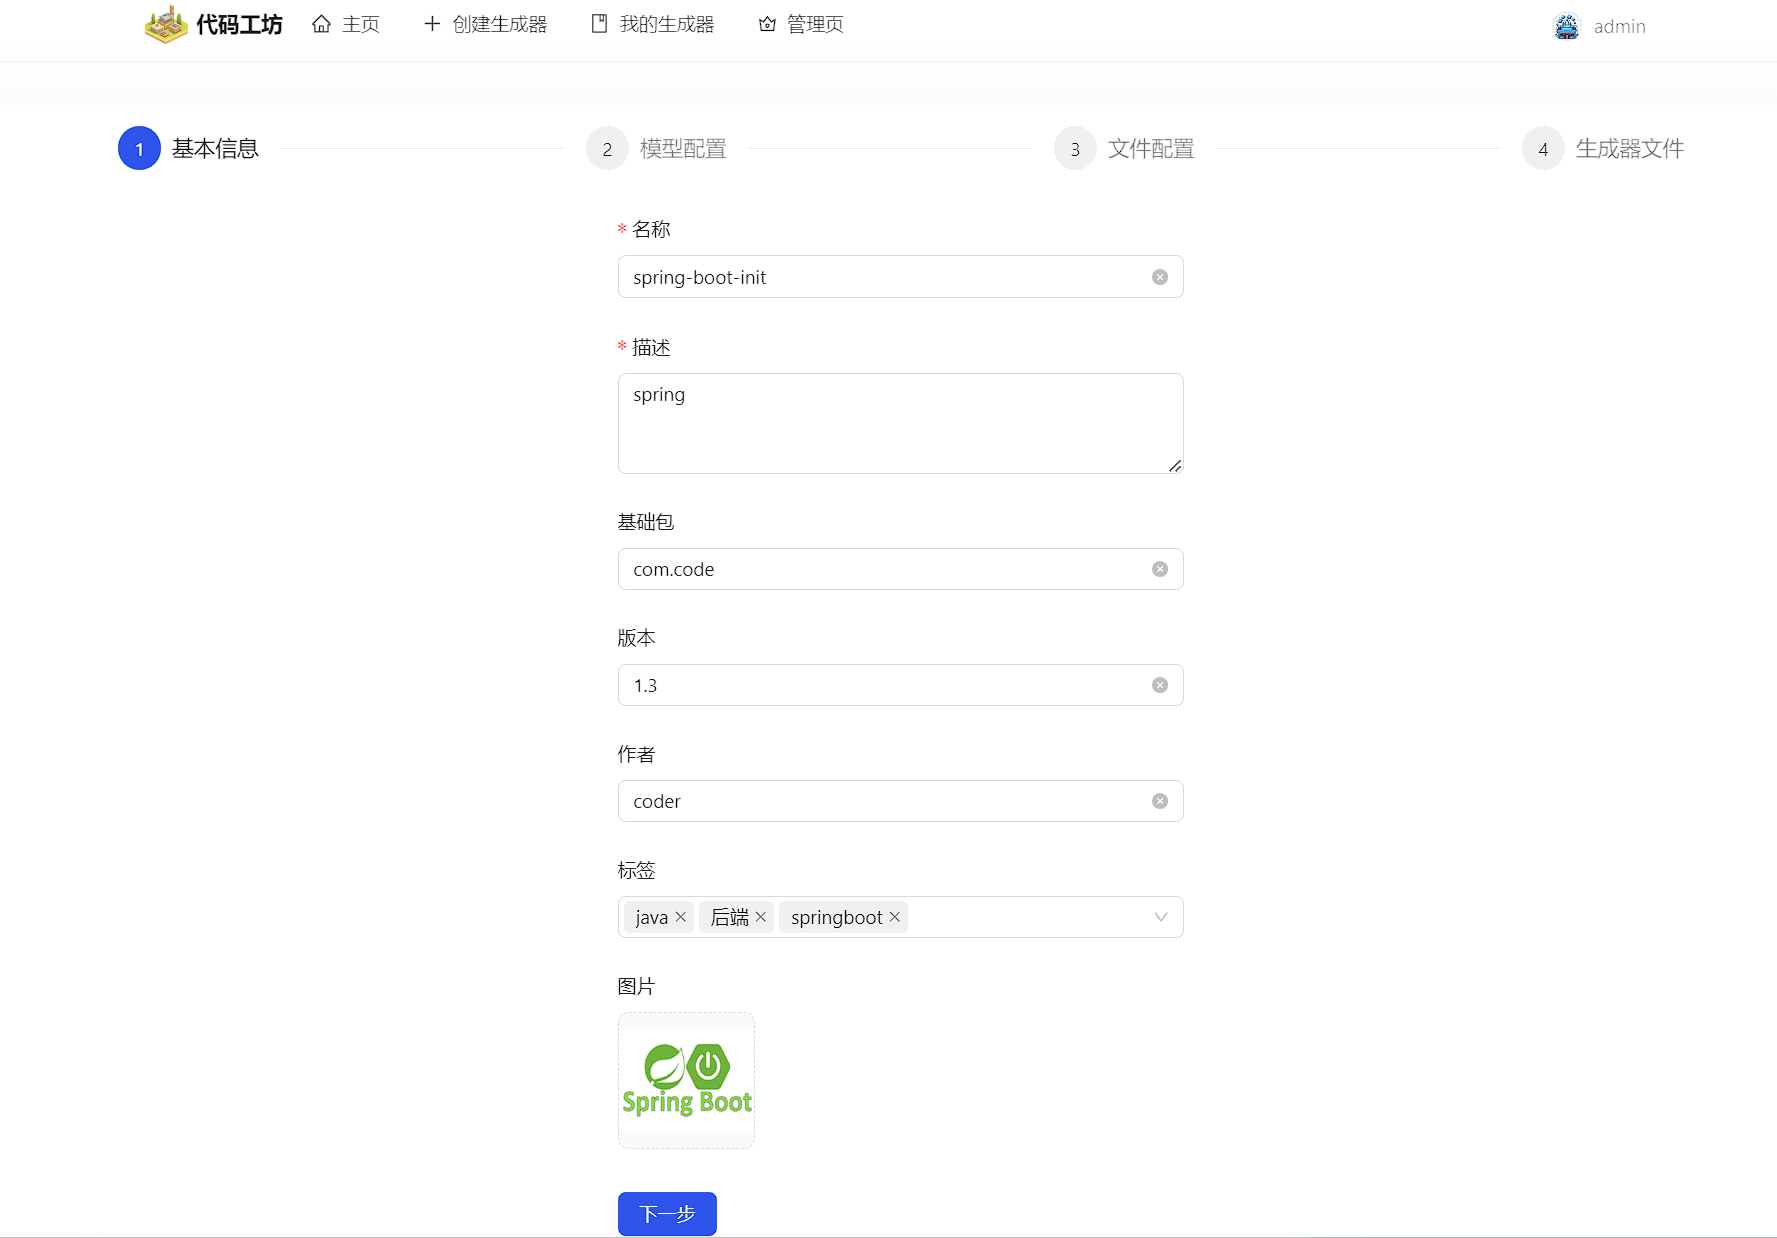 代码工坊 主页 创建生成器 我的生成器 管理页 admin
1 基本信息 2 模型配置 3 文件配置 4 生成器文件
* 名称
spring-boot-init
* 描述
spring
基础包
com.code
版本
1.3
作者
coder
标签
java 后端 springboot
图片
Spring Boot
下一步